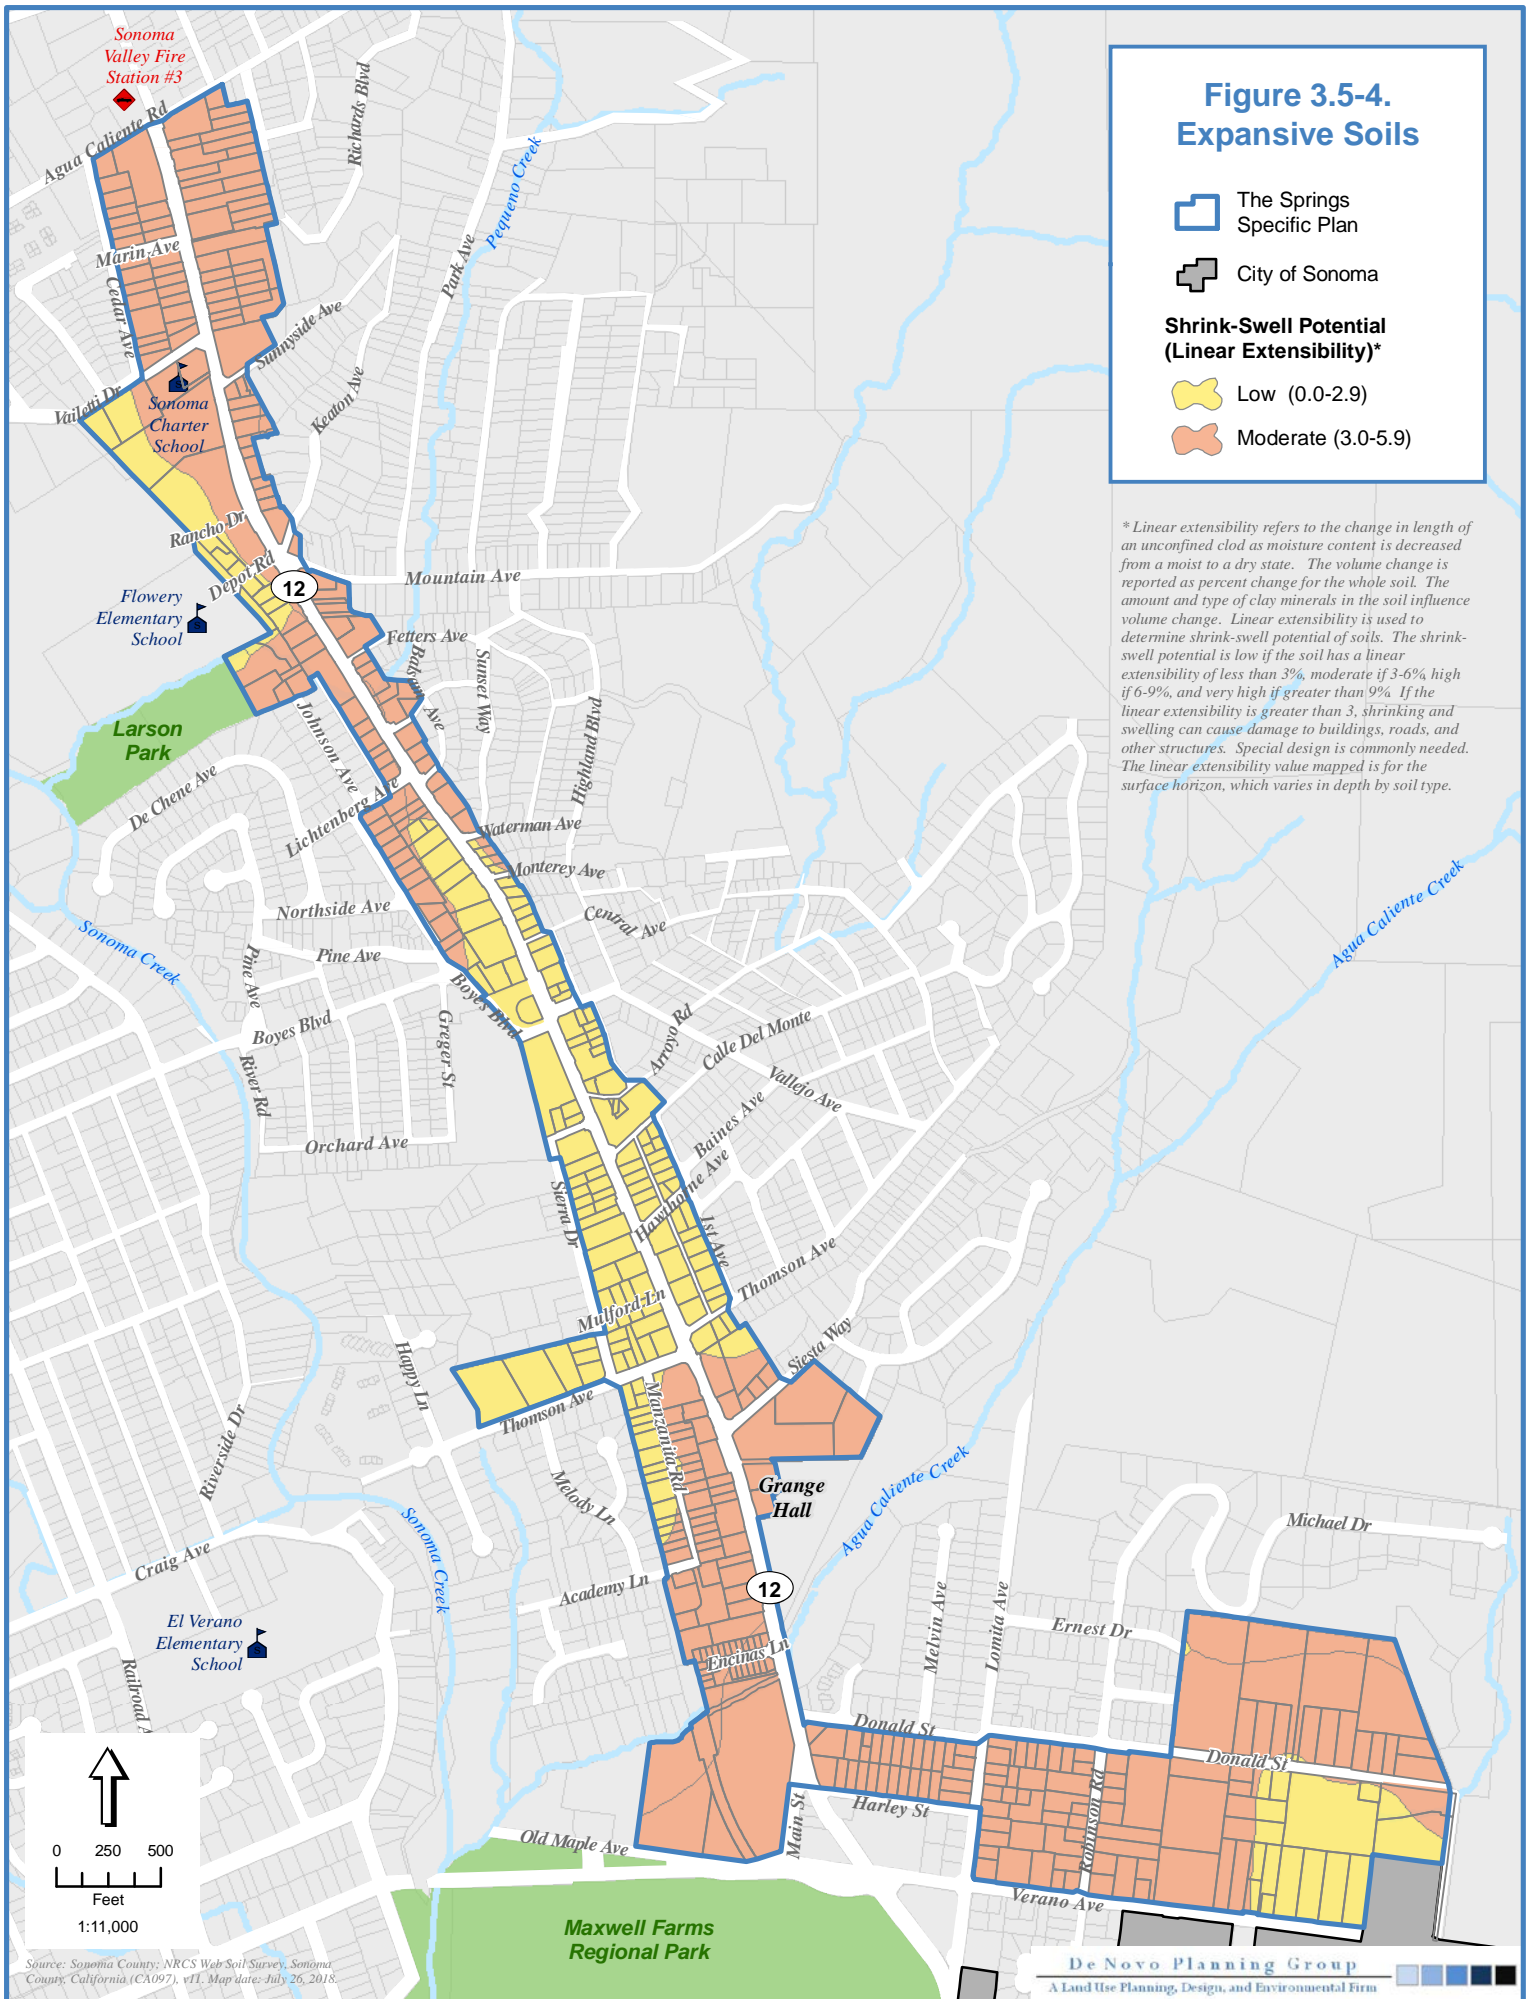 Sonoma
Valley Fire
Station #3
Agua Caliente Rd
Richards Blvd
Pequeno Creek
Park Ave
Marin Ave
Cedar Ave
Sunnyside Ave
Keaton Ave
Vailetti Dr
Sonoma
Charter
School
Rancho Dr
Depot Rd
12
Mountain Ave
Flowery
Elementary
School
Fetters Ave
Balsam Ave
Sunset Way
Highland Blvd
Larson
Park
Johnson Ave
De Chene Ave
Lichtenberg Ave
Waterman Ave
Monterey Ave
Northside Ave
Central Ave
Sonoma Creek
Pine Ave
Pine Ave
Boyes Blvd
Boyes Blvd
Greger St
River Rd
Arroyo Rd
Calle Del Monte
Vallejo Ave
Agua Caliente Creek
Orchard Ave
Baines Ave
Hawthorne Ave
Sierra Dr
1st Ave
Thomson Ave
Mulford Ln
Siesta Way
Happy Ln
Thomson Ave
Manzanita Rd
Riverside Dr
Melody Ln
Grange
Hall
Agua Caliente Creek
Sonoma Creek
Craig Ave
Michael Dr
Academy Ln
12
Melvin Ave
Lomita Ave
Ernest Dr
El Verano
Elementary
School
Encinas Ln
Railroad A
Donald St
Donald St
Harley St
Main St
Robinson Rd
Old Maple Ave
Verano Ave
Maxwell Farms
Regional Park
Figure 3.5-4.
Expansive Soils
The Springs
Specific Plan
City of Sonoma
Shrink-Swell Potential
(Linear Extensibility)*
Low (0.0-2.9)
Moderate (3.0-5.9)
* Linear extensibility refers to the change in length of
an unconfined clod as moisture content is decreased
from a moist to a dry state. The volume change is
reported as percent change for the whole soil. The
amount and type of clay minerals in the soil influence
volume change. Linear extensibility is used to
determine shrink-swell potential of soils. The shrink-
swell potential is low if the soil has a linear
extensibility of less than 3%, moderate if 3-6%, high
if 6-9%, and very high if greater than 9%. If the
linear extensibility is greater than 3, shrinking and
swelling can cause damage to buildings, roads, and
other structures. Special design is commonly needed.
The linear extensibility value mapped is for the
surface horizon, which varies in depth by soil type.
0 250 500
Feet
1:11,000
Source: Sonoma County; NRCS Web Soil Survey, Sonoma
County, California (CA097), v11. Map date: July 26, 2018.
De Novo Planning Group
A Land Use Planning, Design, and Environmental Firm